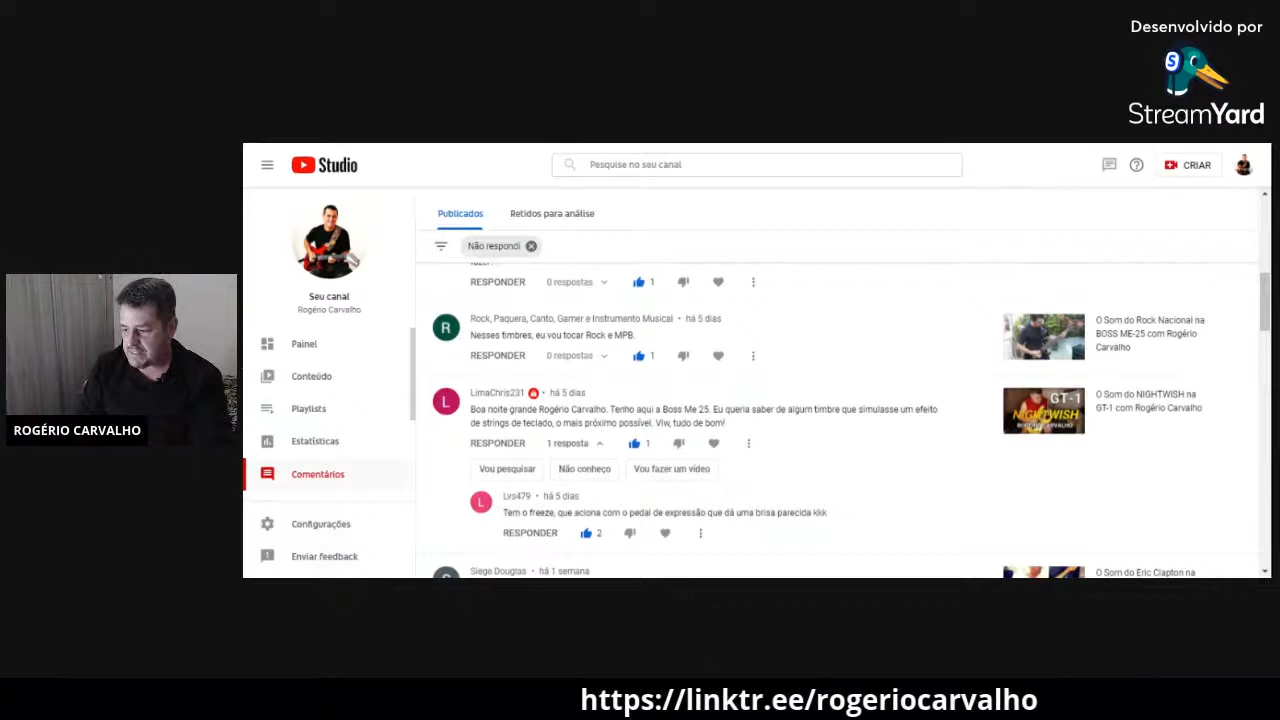 Desenvolvido por
S
StreamYard
Studio
Pesquise no seu canal
CRIAR
Seu canal
Rogério Carvalho
Painel
Conteúdo
Playlists
Estatísticas
Comentários
Configurações
Enviar feedback
Publicados
Retidos para análise
Não respondi
RESPONDER
0 respostas
1
R
Rock, Paquera, Canto, Gamer e Instrumento Musical • há 5 dias
Nesses timbres, eu vou tocar Rock e MPB.
RESPONDER
0 respostas
1
O Som do Rock Nacional na
BOSS ME-25 com Rogério
Carvalho
L
LimaChris231 • há 5 dias
Boa noite grande Rogério Carvalho. Tenho aqui a Boss Me 25. Eu queria saber de algum timbre que simulasse um efeito
de strings de teclado, o mais próximo possível. Vlw, tudo de bom!
RESPONDER
1 resposta
1
GT-1
NIGHTWISH
ROGÉRIO CARVALHO
O Som do NIGHTWISH na
GT-1 com Rogério Carvalho
Vou pesquisar
Não conheço
Vou fazer um vídeo
L
Lvs479 • há 5 dias
Tem o freeze, que aciona com o pedal de expressão que dá uma brisa parecida kkk
RESPONDER
2
Siege Douglas • há 1 semana
O Som do Eric Clapton na
ROGÉRIO CARVALHO
https://linktr.ee/rogeriocarvalho